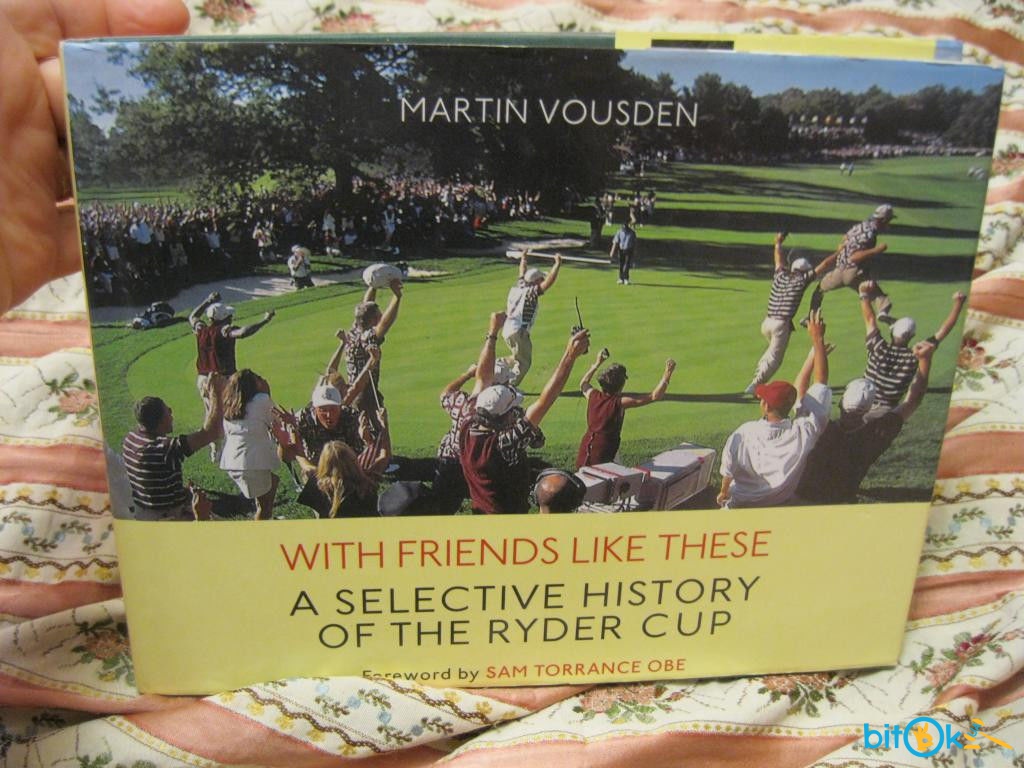 MARTIN VOUSDEN
WITH FRIENDS LIKE THESE
A SELECTIVE HISTORY
OF THE RYDER CUP
Foreword by SAM TORRANCE OBE
bitOk